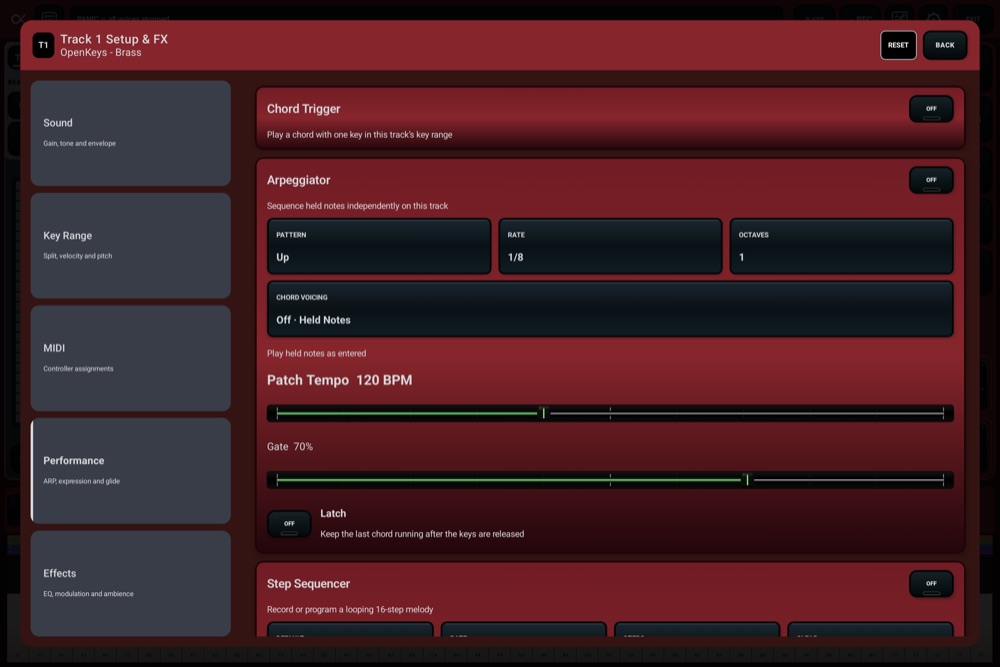 T1
Track 1 Setup & FX
OpenKeys - Brass
RESET
BACK
Sound
Gain, tone and envelope
Key Range
Split, velocity and pitch
MIDI
Controller assignments
Performance
ARP, expression and glide
Effects
EQ, modulation and ambience
Chord Trigger
OFF
Play a chord with one key in this track's key range
Arpeggiator
OFF
Sequence held notes independently on this track
PATTERN
Up
RATE
1/8
OCTAVES
1
CHORD VOICING
Off · Held Notes
Play held notes as entered
Patch Tempo 120 BPM
Gate 70%
OFF
Latch
Keep the last chord running after the keys are released
Step Sequencer
OFF
Record or program a looping 16-step melody